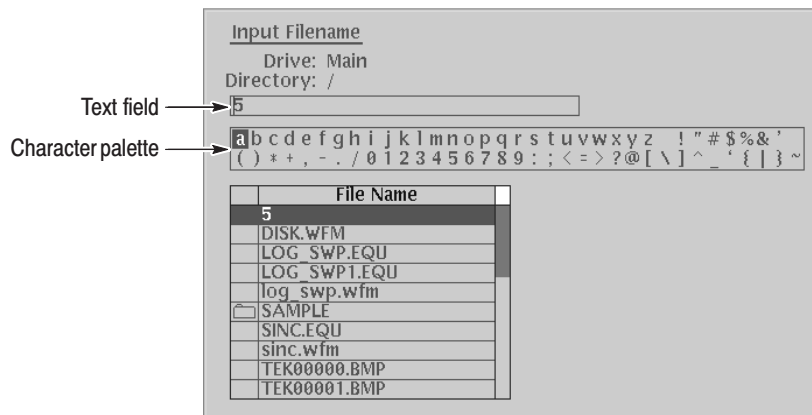 Input Filename
Drive: Main
Directory: /
Text field
5
Character palette
a b c d e f g h i j k l m n o p q r s t u v w x y z ! " # $ % & '
( ) * + , - . / 0 1 2 3 4 5 6 7 8 9 : ; < = > ? @ [ \ ] ^ _ ‘ { | } ~
File Name
5
DISK.WFM
LOG_SWP.EQU
LOG_SWP1.EQU
log_swp.wfm
SAMPLE
SINC.EQU
sinc.wfm
TEK00000.BMP
TEK00001.BMP